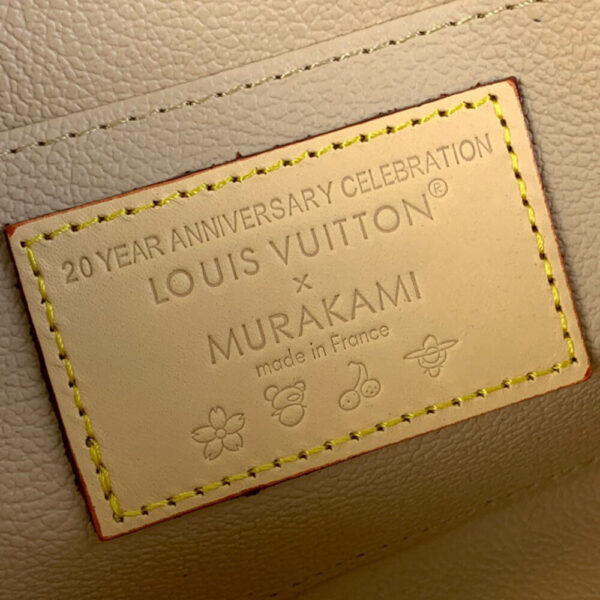 20 YEAR ANNIVERSARY CELEBRATION
LOUIS VUITTON®
x
MURAKAMI
made in France